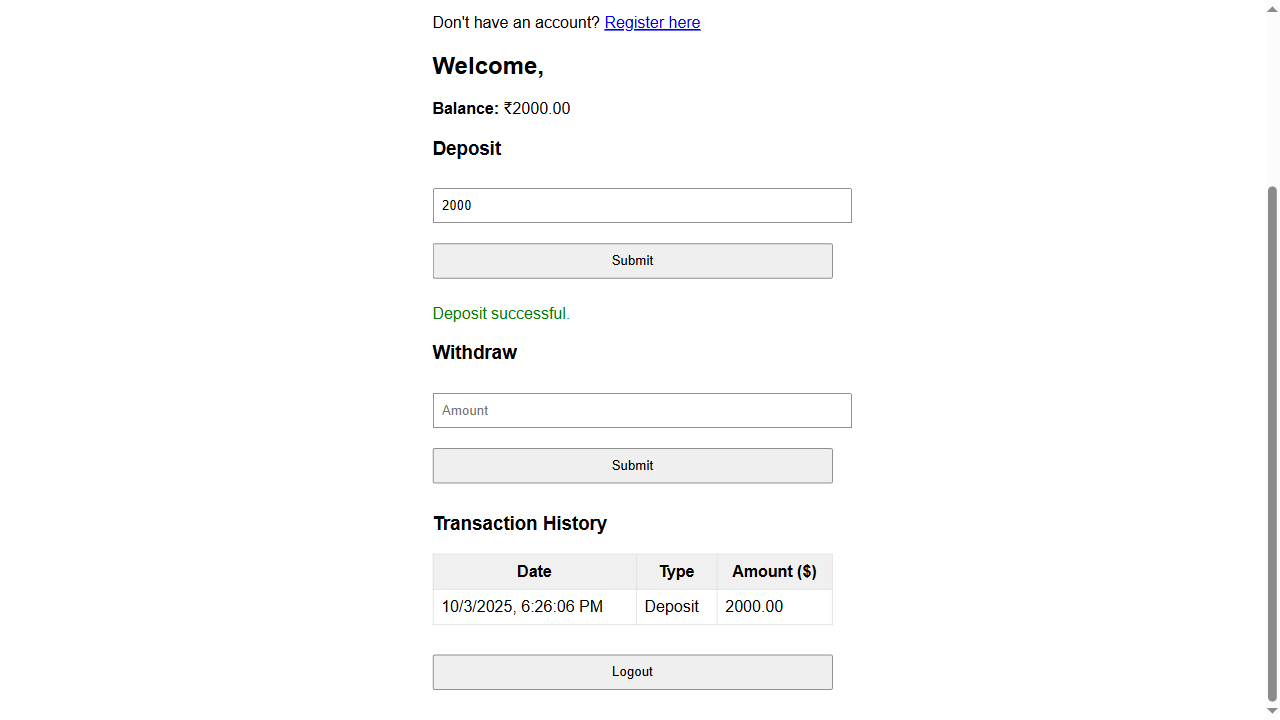 Don't have an account? Register here
Welcome,
Balance: ₹2000.00
Deposit
2000
Submit
Deposit successful.
Withdraw
Amount
Submit
Transaction History
Date Type Amount ($)
10/3/2025, 6:26:06 PM Deposit 2000.00
Logout